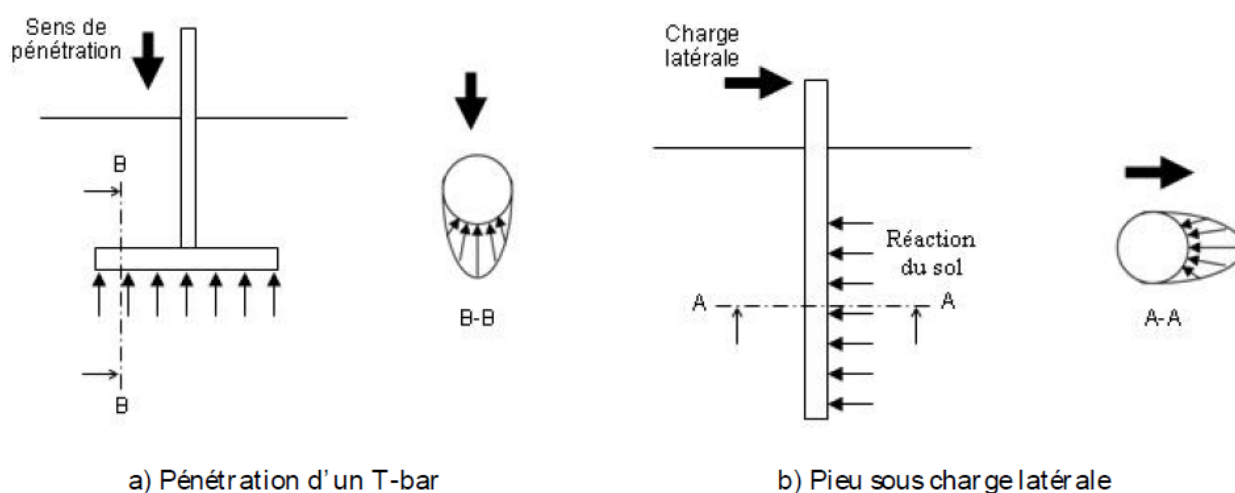 Sens de
pénétration
B
B
B-B
a) Pénétration d'un T-bar
Charge
latérale
Réaction
du sol
A
A
A-A
b) Pieu sous charge latérale